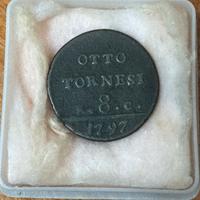 OTTO
TORNESI
.8.C.
1797